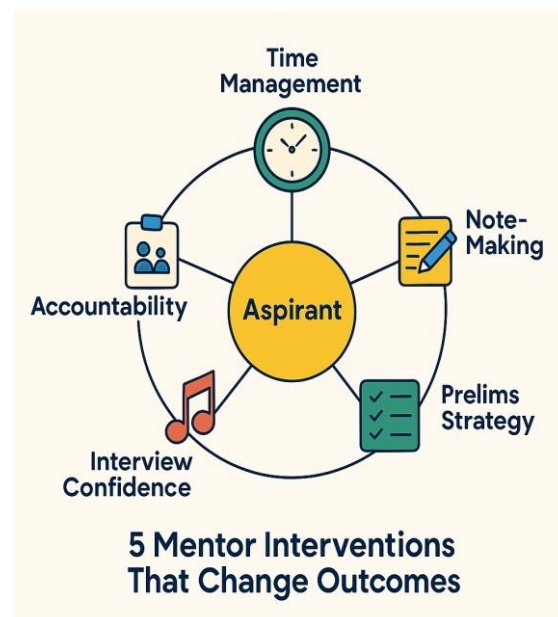 Time
Management
Note-
Making
Accountability
Aspirant
Prelims
Strategy
Interview
Confidence
5 Mentor Interventions
That Change Outcomes